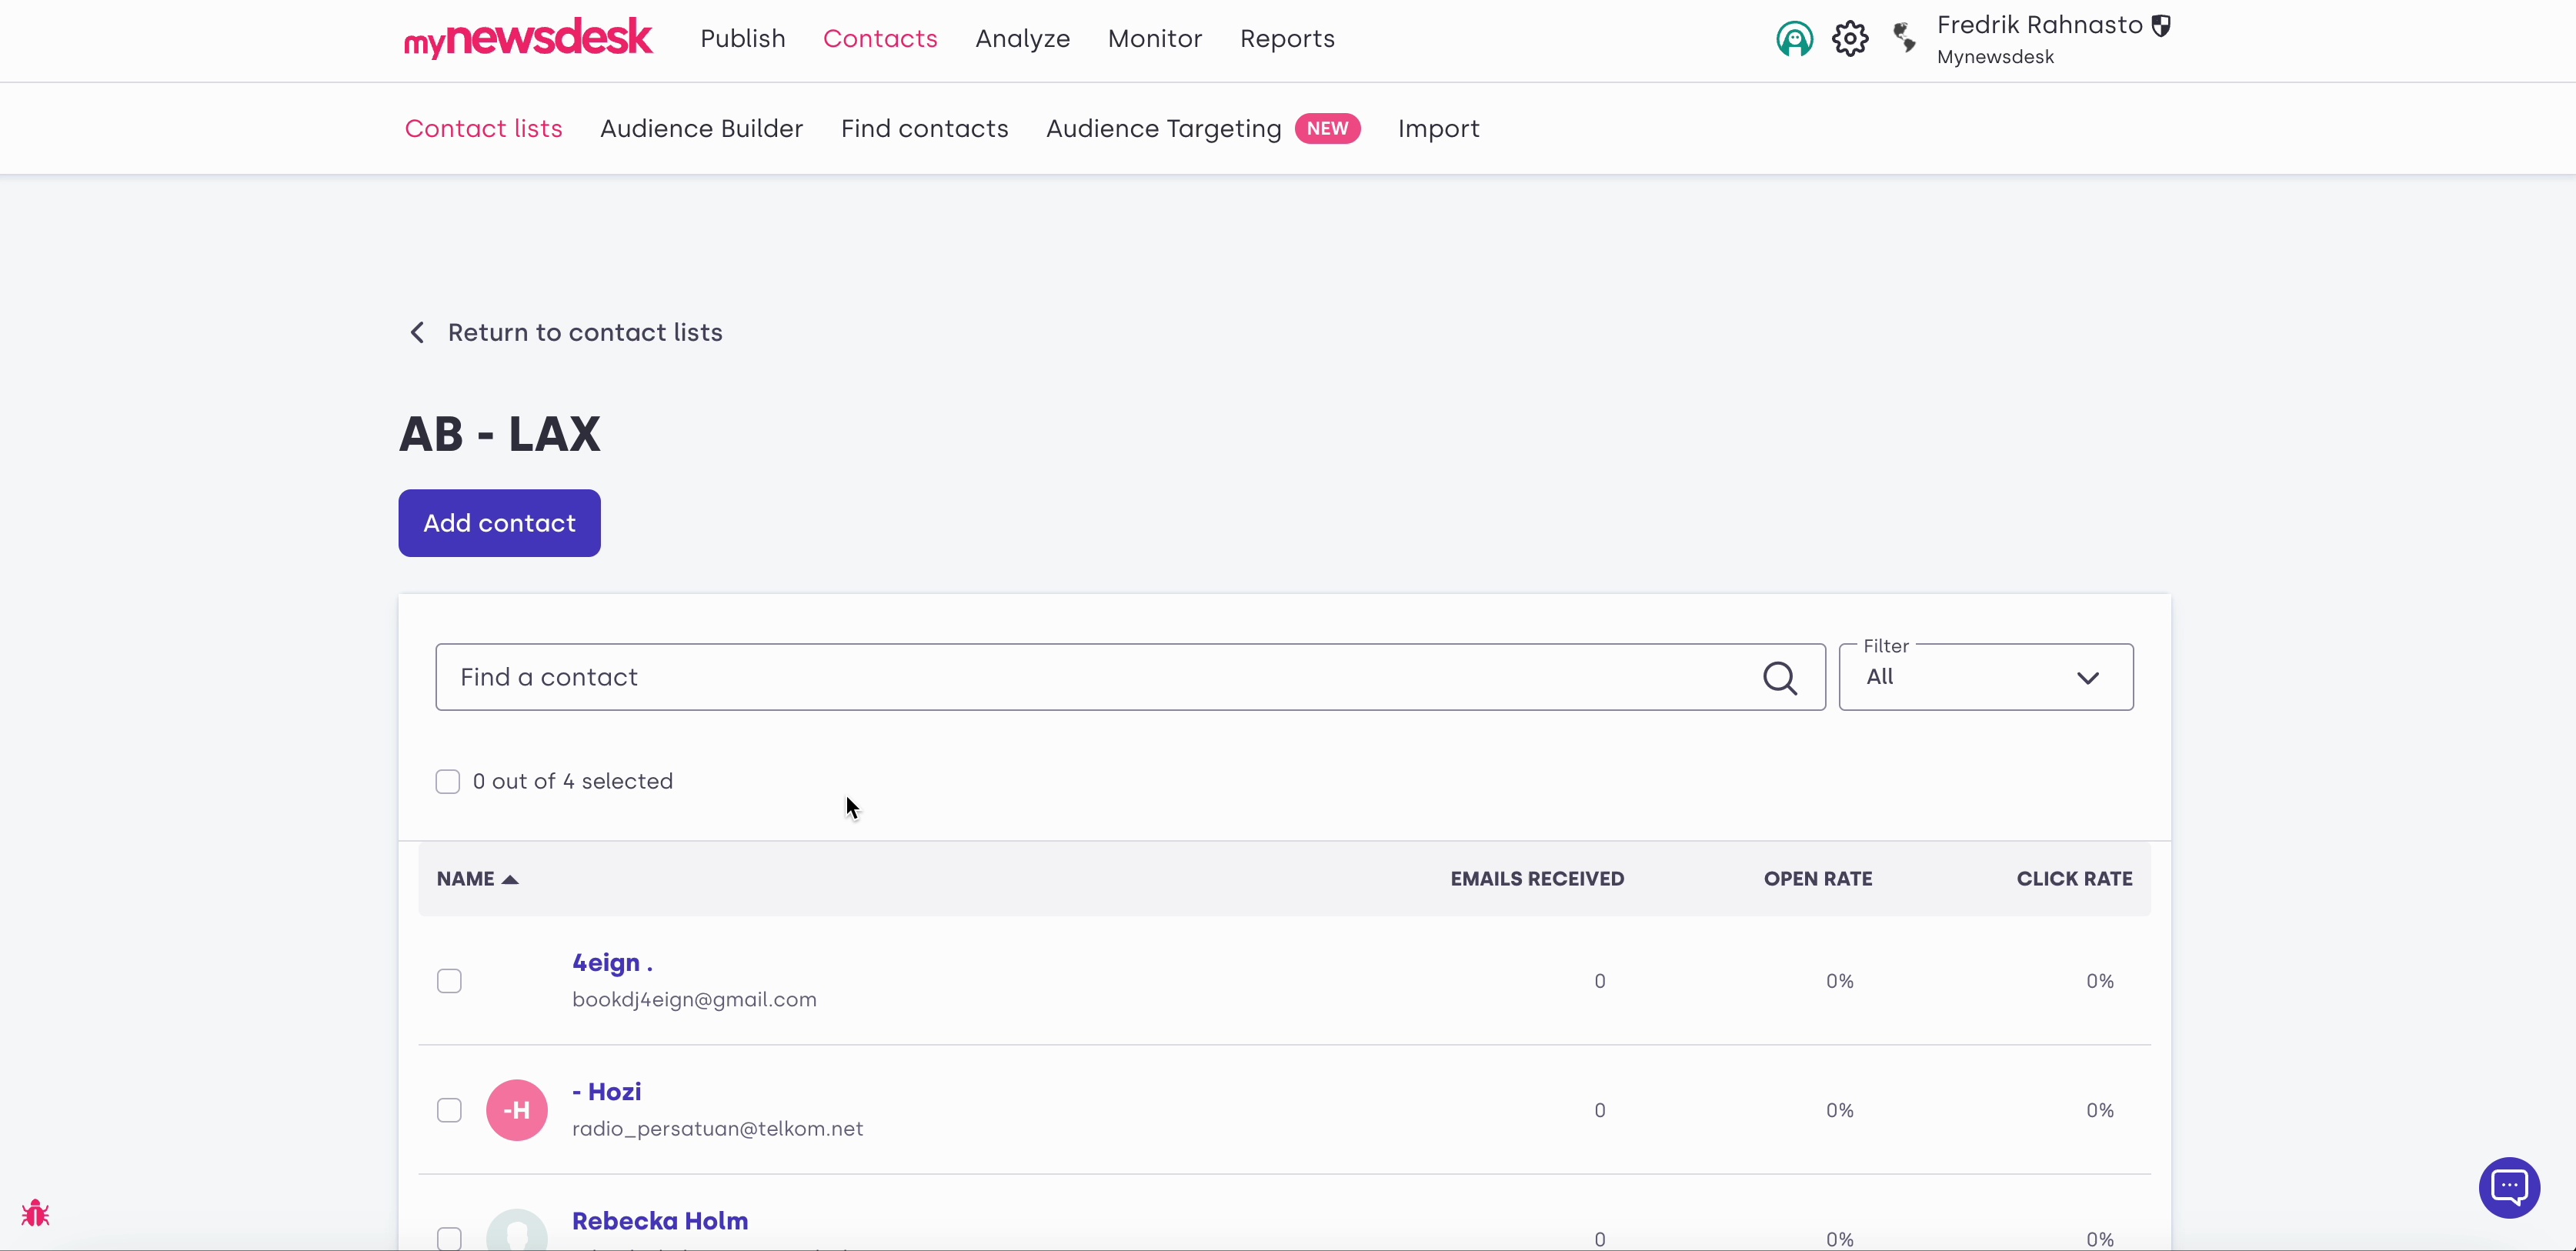 mynewsdesk Publish Contacts Analyze Monitor Reports
Fredrik Rahnasto
Mynewsdesk
Contact lists Audience Builder Find contacts Audience Targeting NEW Import
Return to contact lists
AB - LAX
Add contact
Filter
Find a contact All
0 out of 4 selected
NAME EMAILS RECEIVED OPEN RATE CLICK RATE
4eign .
bookdj4eign@gmail.com
0 0% 0%
-H
- Hozi
radio_persatuan@telkom.net
0 0% 0%
Rebecka Holm
0 0% 0%